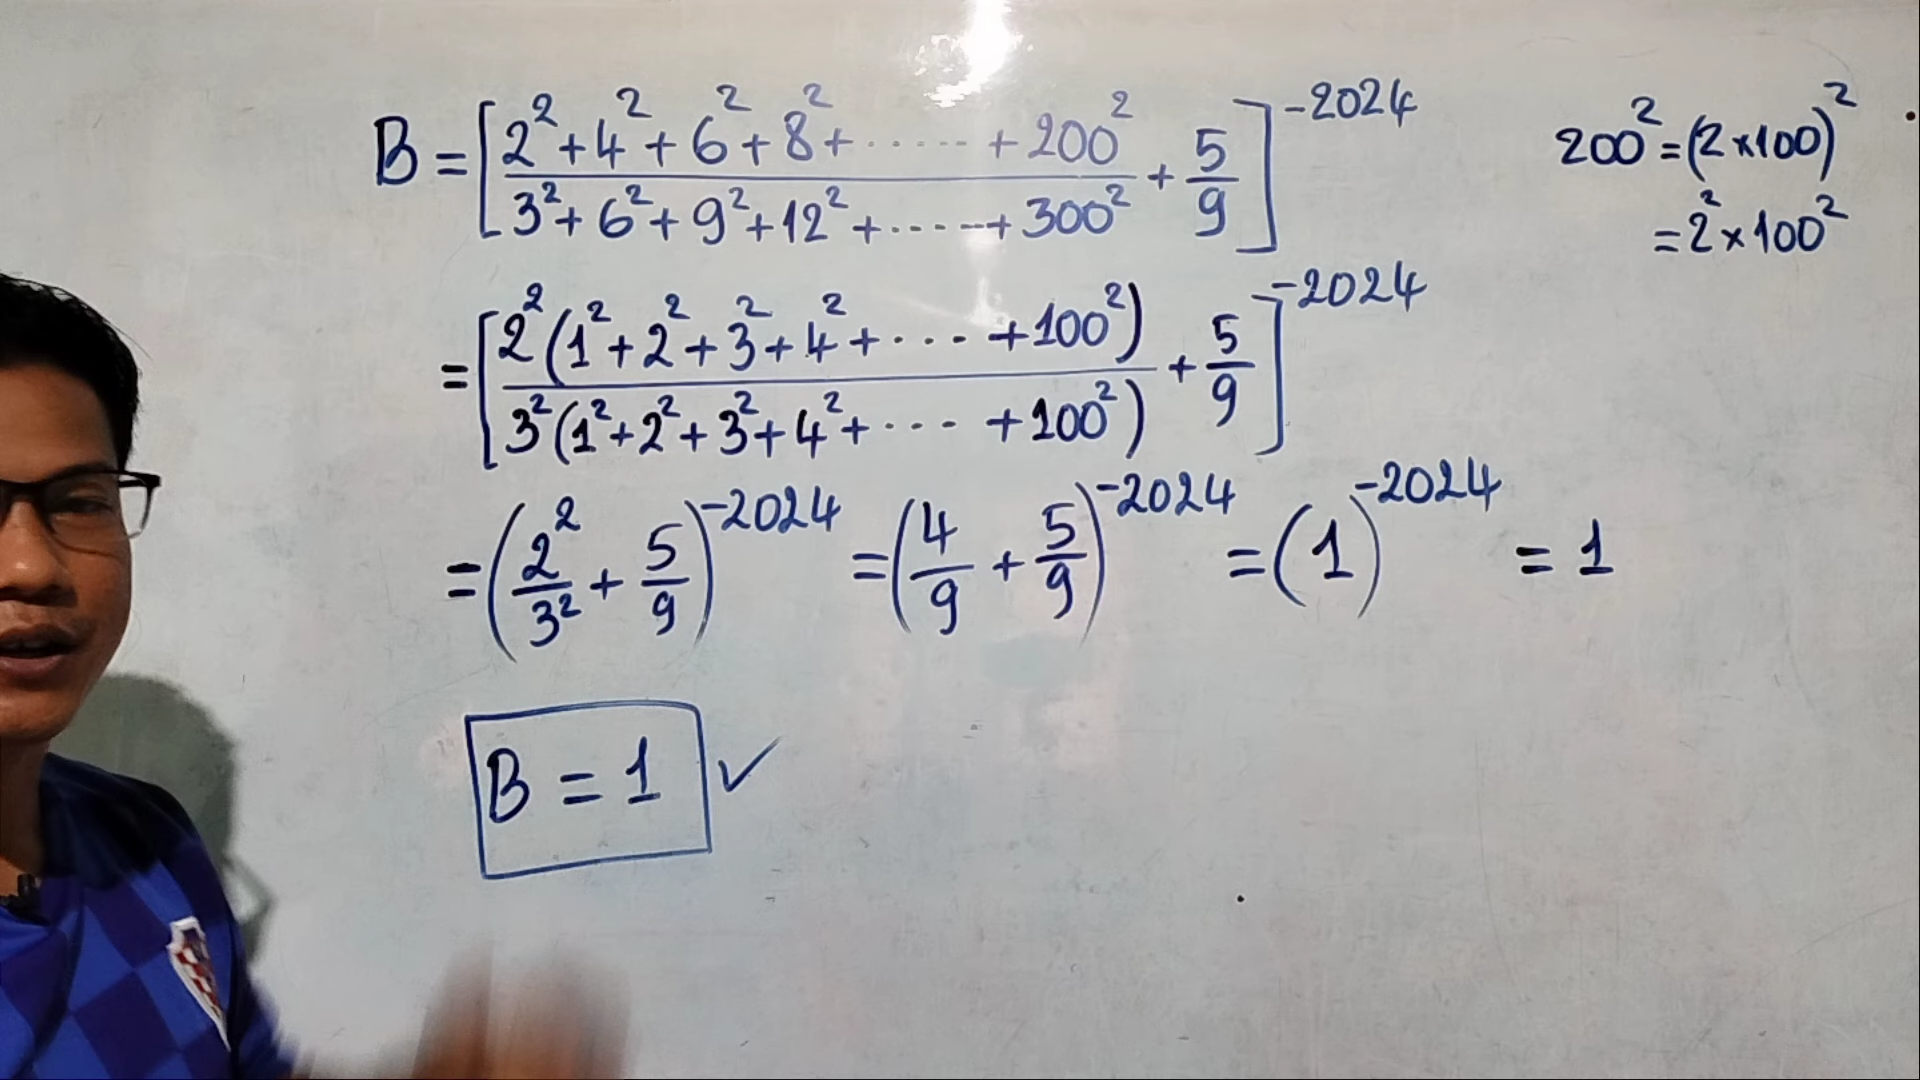 B = [(2² + 4² + 6² + 8² + ...... + 200²)/(3² + 6² + 9² + 12² + ...... + 300²) + 5/9]⁻²⁰²⁴
200² = (2 × 100)²
= 2² × 100²
= [2²(1² + 2² + 3² + 4² + .... + 100²)/3²(1² + 2² + 3² + 4² + .... + 100²) + 5/9]⁻²⁰²⁴
= (2²/3² + 5/9)⁻²⁰²⁴ = (4/9 + 5/9)⁻²⁰²⁴ = (1)⁻²⁰²⁴ = 1
B = 1 ✓